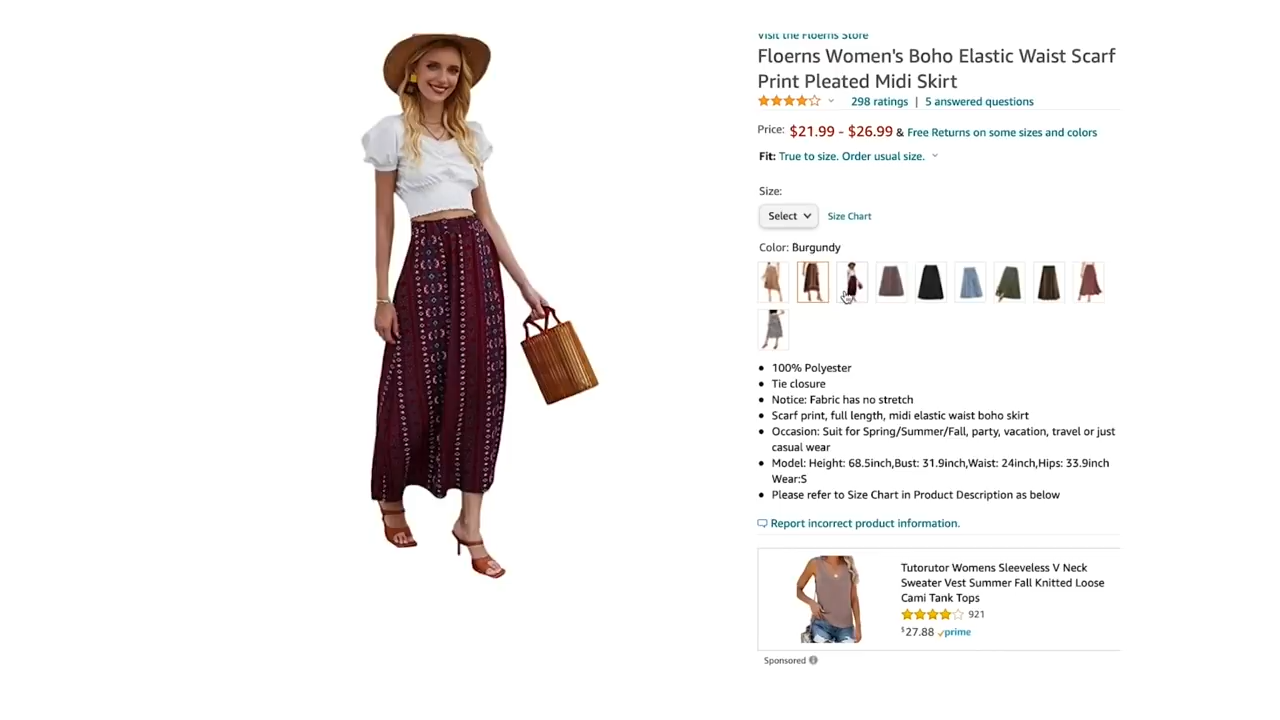 Visit the Floerns Store
Floerns Women's Boho Elastic Waist Scarf
Print Pleated Midi Skirt
298 ratings | 5 answered questions
Price: $21.99 - $26.99 & Free Returns on some sizes and colors
Fit: True to size. Order usual size.
Size:
Select
Size Chart
Color: Burgundy
• 100% Polyester
• Tie closure
• Notice: Fabric has no stretch
• Scarf print, full length, midi elastic waist boho skirt
• Occasion: Suit for Spring/Summer/Fall, party, vacation, travel or just
casual wear
• Model: Height: 68.5inch,Bust: 31.9inch,Waist: 24inch,Hips: 33.9inch
Wear:S
• Please refer to Size Chart in Product Description as below
Report incorrect product information.
Tutorutor Womens Sleeveless V Neck
Sweater Vest Summer Fall Knitted Loose
Cami Tank Tops
921
$27.88 prime
Sponsored